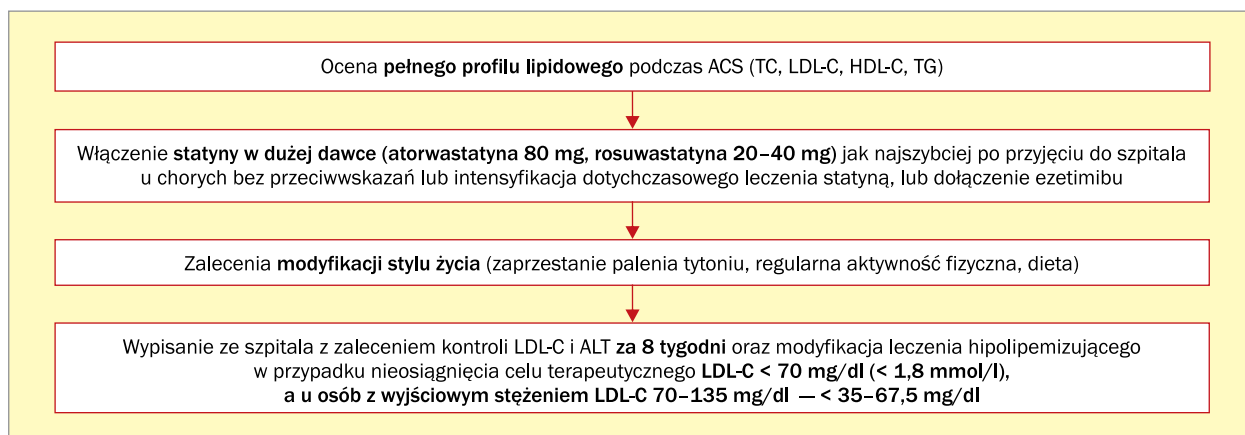 Ocena pełnego profilu lipidowego podczas ACS (TC, LDL-C, HDL-C, TG)
Włączenie statyny w dużej dawce (atorwastatyna 80 mg, rosuwastatyna 20–40 mg) jak najszybciej po przyjęciu do szpitala
u chorych bez przeciwwskazań lub intensyfikacja dotychczasowego leczenia statyną, lub dołączenie ezetimibu
Zalecenia modyfikacji stylu życia (zaprzestanie palenia tytoniu, regularna aktywność fizyczna, dieta)
Wypisanie ze szpitala z zaleceniem kontroli LDL-C i ALT za 8 tygodni oraz modyfikacja leczenia hipolipemizującego
w przypadku nieosiągnięcia celu terapeutycznego LDL-C < 70 mg/dl (< 1,8 mmol/l),
a u osób z wyjściowym stężeniem LDL-C 70–135 mg/dl — < 35–67,5 mg/dl